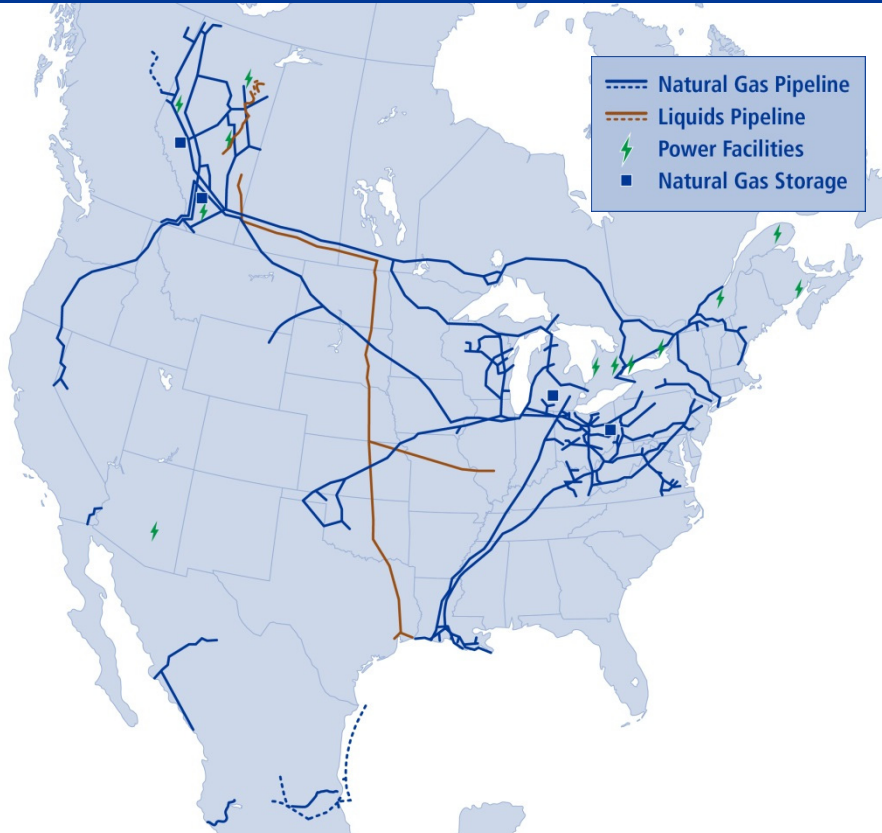 Natural Gas Pipeline
Liquids Pipeline
Power Facilities
Natural Gas Storage